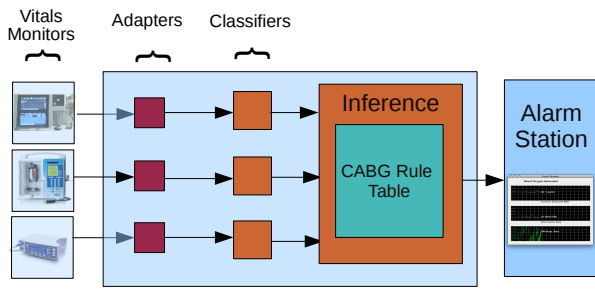 Vitals
Monitors
Adapters
Classifiers
Inference
CABG Rule
Table
Alarm
Station